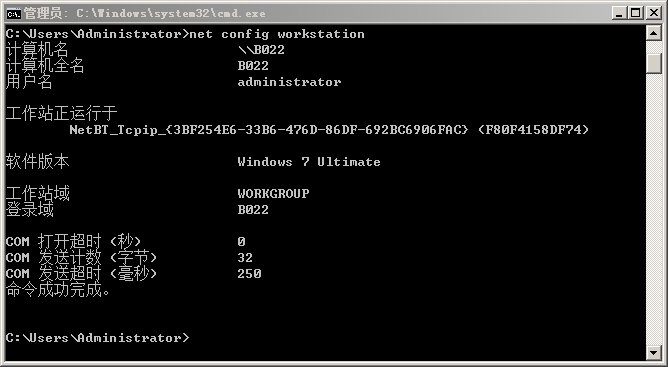 管理员: C:\Windows\system32\cmd.exe
C:\Users\Administrator>net config workstation
计算机名 \\B022
计算机全名 B022
用户名 administrator
工作站正运行于
NetBT_Tcpip_{3BF254E6-33B6-476D-86DF-692BC6906FAC} (F80F4158DF74)
软件版本 Windows 7 Ultimate
工作站域 WORKGROUP
登录域 B022
COM 打开超时 (秒) 0
COM 发送计数 (字节) 32
COM 发送超时 (毫秒) 250
命令成功完成。
C:\Users\Administrator>